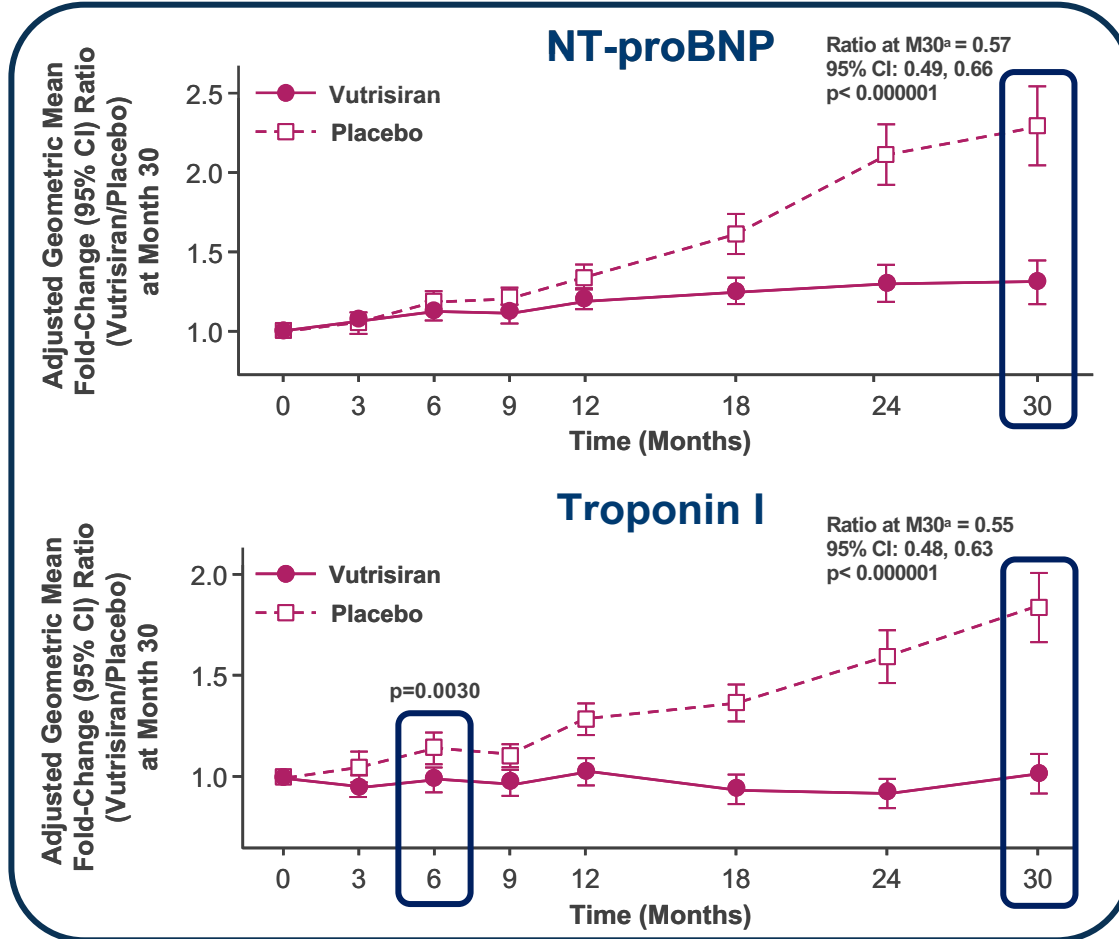 NT-proBNP
Ratio at M30ᵃ = 0.57
95% CI: 0.49, 0.66
p< 0.000001
Adjusted Geometric Mean
Fold-Change (95% CI) Ratio
(Vutrisiran/Placebo)
at Month 30
Vutrisiran
Placebo
2.5
2.0
1.5
1.0
0 3 6 9 12 18 24 30
Time (Months)
Troponin I
Ratio at M30ᵃ = 0.55
95% CI: 0.48, 0.63
p< 0.000001
Adjusted Geometric Mean
Fold-Change (95% CI) Ratio
(Vutrisiran/Placebo)
at Month 30
Vutrisiran
Placebo
2.0
1.5
1.0
p=0.0030
0 3 6 9 12 18 24 30
Time (Months)